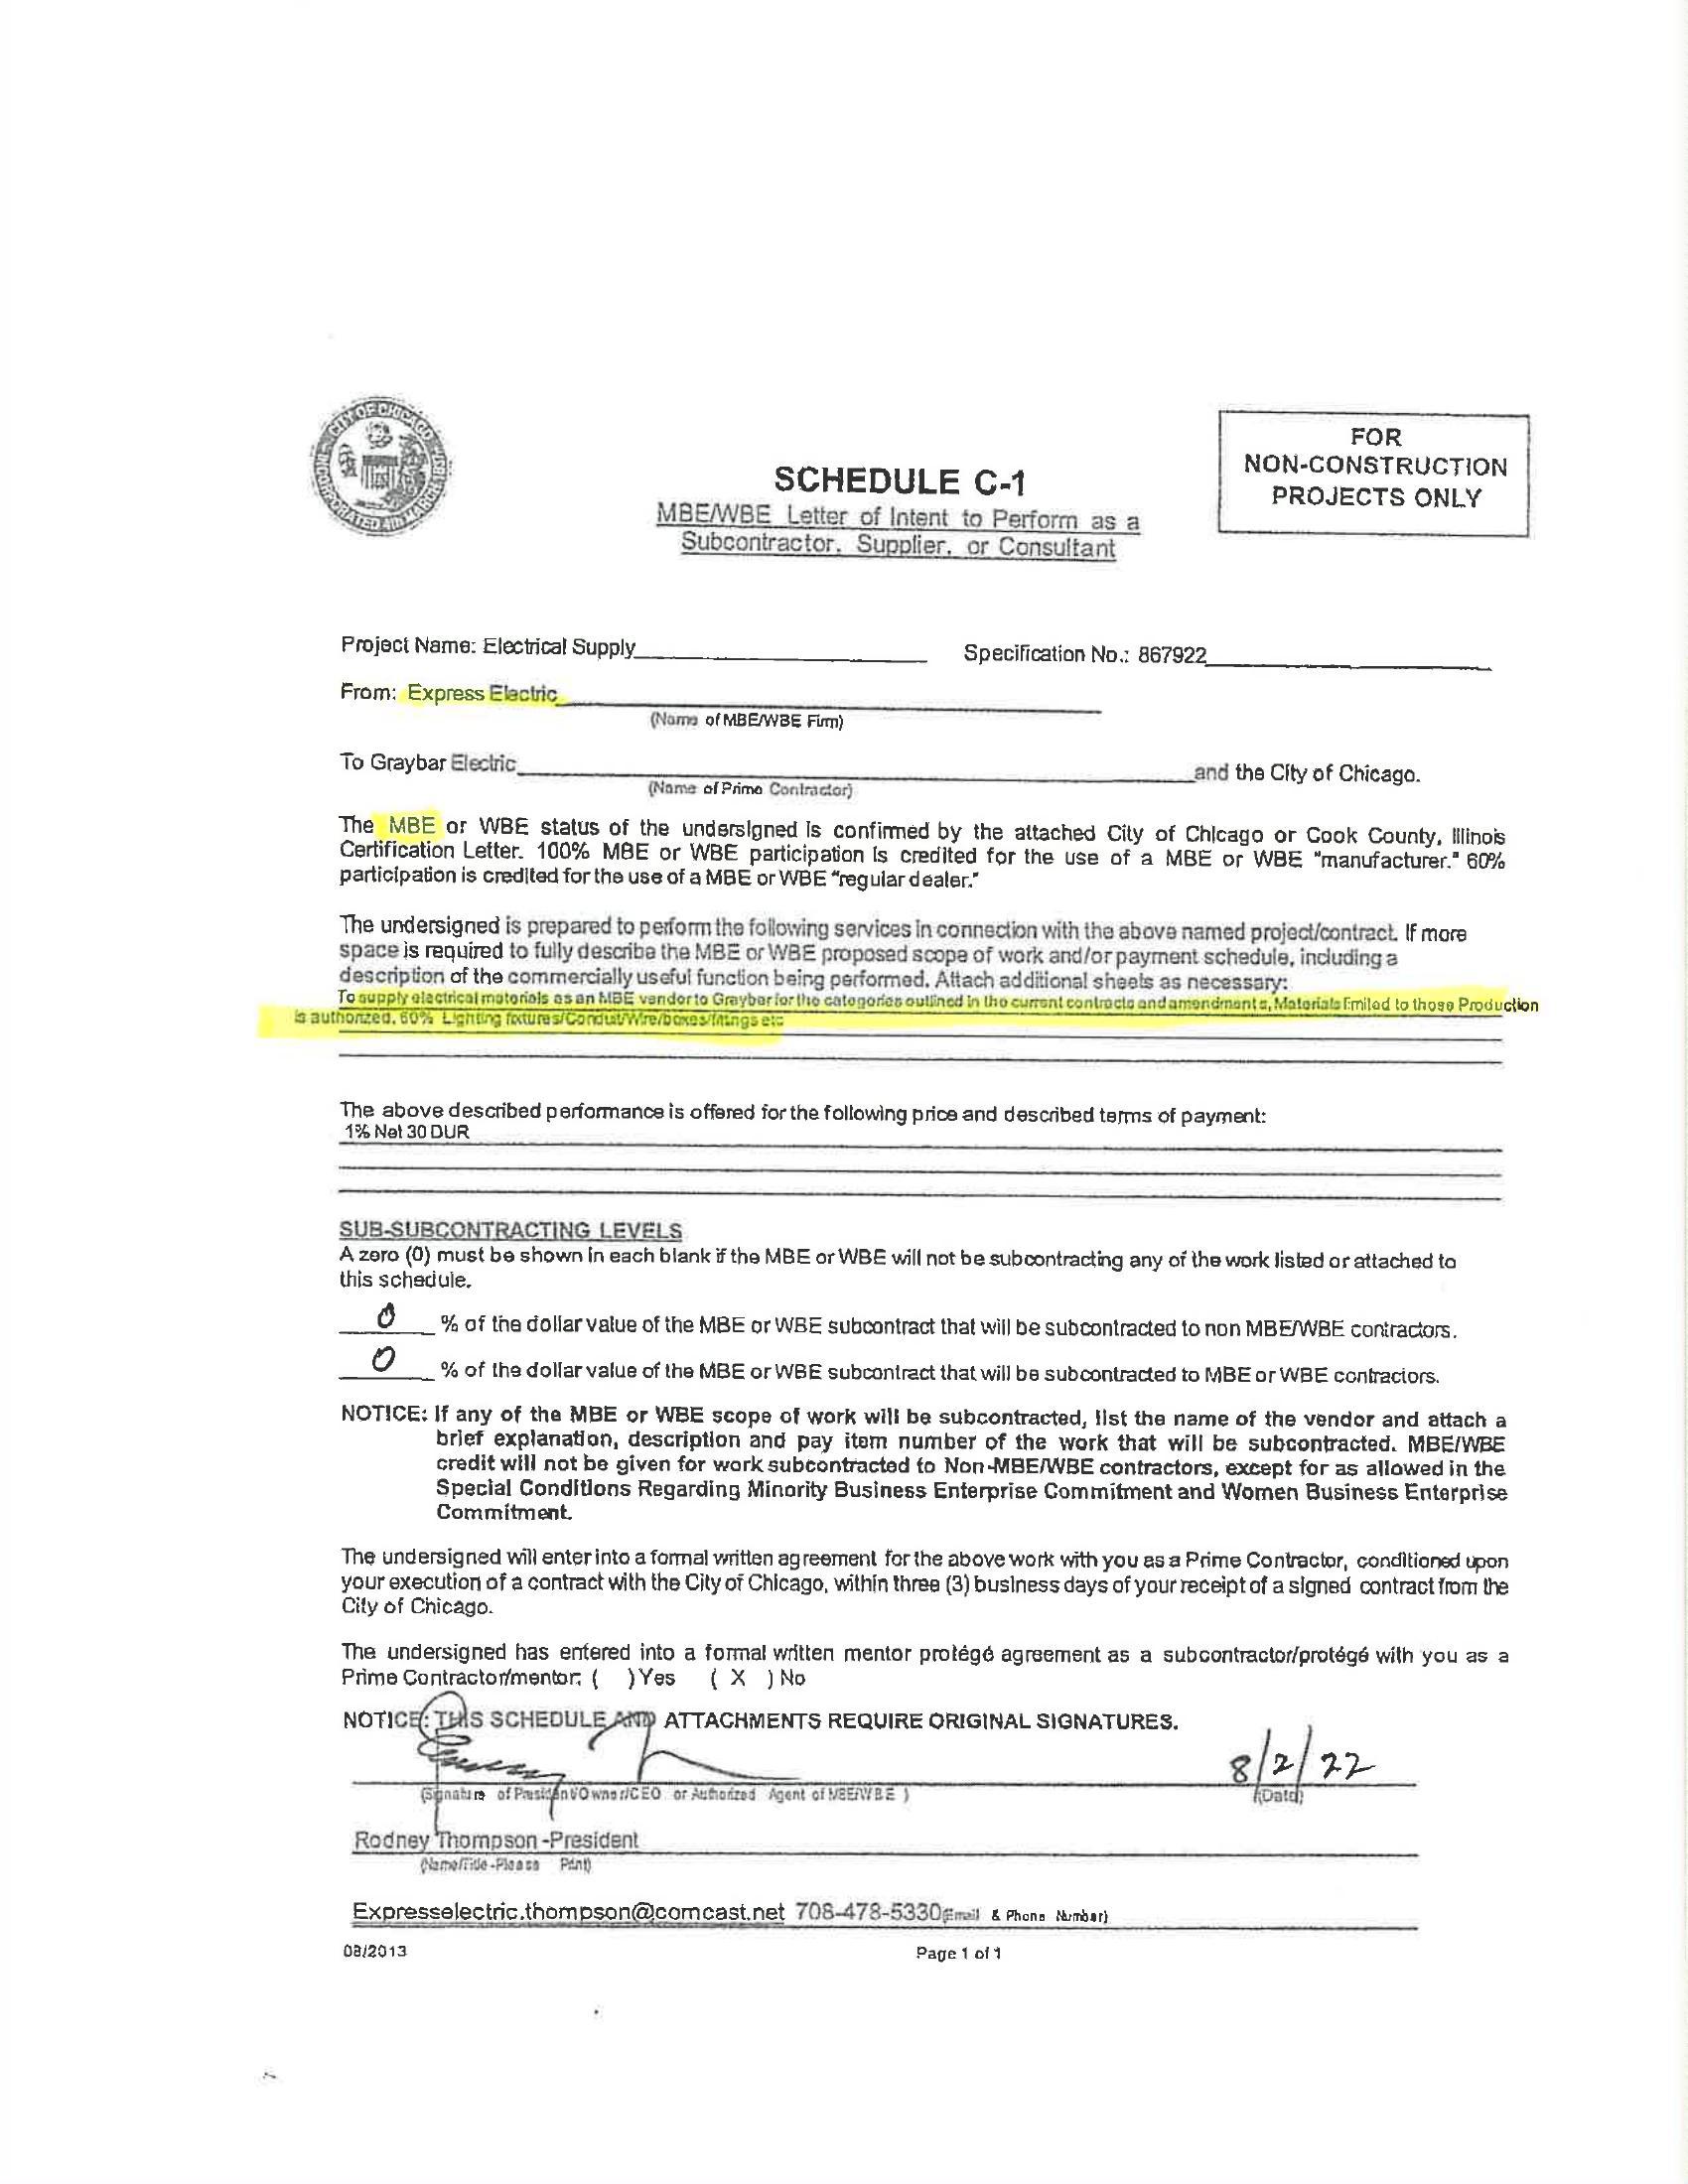 CITY OF CHICAGO
INCORPORATED 4TH MARCH 1837
FOR
NON-CONSTRUCTION
PROJECTS ONLY
SCHEDULE C-1
MBE/WBE Letter of Intent to Perform as a
Subcontractor, Supplier, or Consultant
Project Name: Electrical Supply
Specification No.: 867922
From: Express Electric
(Name of MBE/WBE Firm)
To Graybar Electric and the City of Chicago.
(Name of Prime Contractor)
The MBE or WBE status of the undersigned is confirmed by the attached City of Chicago or Cook County, Illinois
Certification Letter. 100% MBE or WBE participation is credited for the use of a MBE or WBE "manufacturer." 60%
participation is credited for the use of a MBE or WBE "regular dealer."
The undersigned is prepared to perform the following services in connection with the above named project/contract. If more
space is required to fully describe the MBE or WBE proposed scope of work and/or payment schedule, including a
description of the commercially useful function being performed. Attach additional sheets as necessary:
To supply electrical materials as an MBE vendor to Graybar for the categories outlined in the current contracts and amendments, Materials limited to those Production
is authorized, 60% Lighting fixtures/Conduit/Wire/boxes/fittings etc
The above described performance is offered for the following price and described terms of payment:
1% Net 30 DUR
SUB-SUBCONTRACTING LEVELS
A zero (0) must be shown in each blank if the MBE or WBE will not be subcontracting any of the work listed or attached to
this schedule.
0 % of the dollar value of the MBE or WBE subcontract that will be subcontracted to non MBE/WBE contractors.
0 % of the dollar value of the MBE or WBE subcontract that will be subcontracted to MBE or WBE contractors.
NOTICE: If any of the MBE or WBE scope of work will be subcontracted, list the name of the vendor and attach a
brief explanation, description and pay item number of the work that will be subcontracted. MBE/WBE
credit will not be given for work subcontracted to Non-MBE/WBE contractors, except for as allowed in the
Special Conditions Regarding Minority Business Enterprise Commitment and Women Business Enterprise
Commitment.
The undersigned will enter into a formal written agreement for the above work with you as a Prime Contractor, conditioned upon
your execution of a contract with the City of Chicago, within three (3) business days of your receipt of a signed contract from the
City of Chicago.
The undersigned has entered into a formal written mentor protégé agreement as a subcontractor/protégé with you as a
Prime Contractor/mentor: ( ) Yes ( X ) No
NOTICE: THIS SCHEDULE AND ATTACHMENTS REQUIRE ORIGINAL SIGNATURES.
8/2/22
(Signature of President/Owner/CEO or Authorized Agent of MBE/WBE )
(Date)
Rodney Thompson -President
(Name/Title-Please Print)
Expresselectric.thompson@comcast.net 708-478-5330 (Email & Phone Number)
08/2013
Page 1 of 1